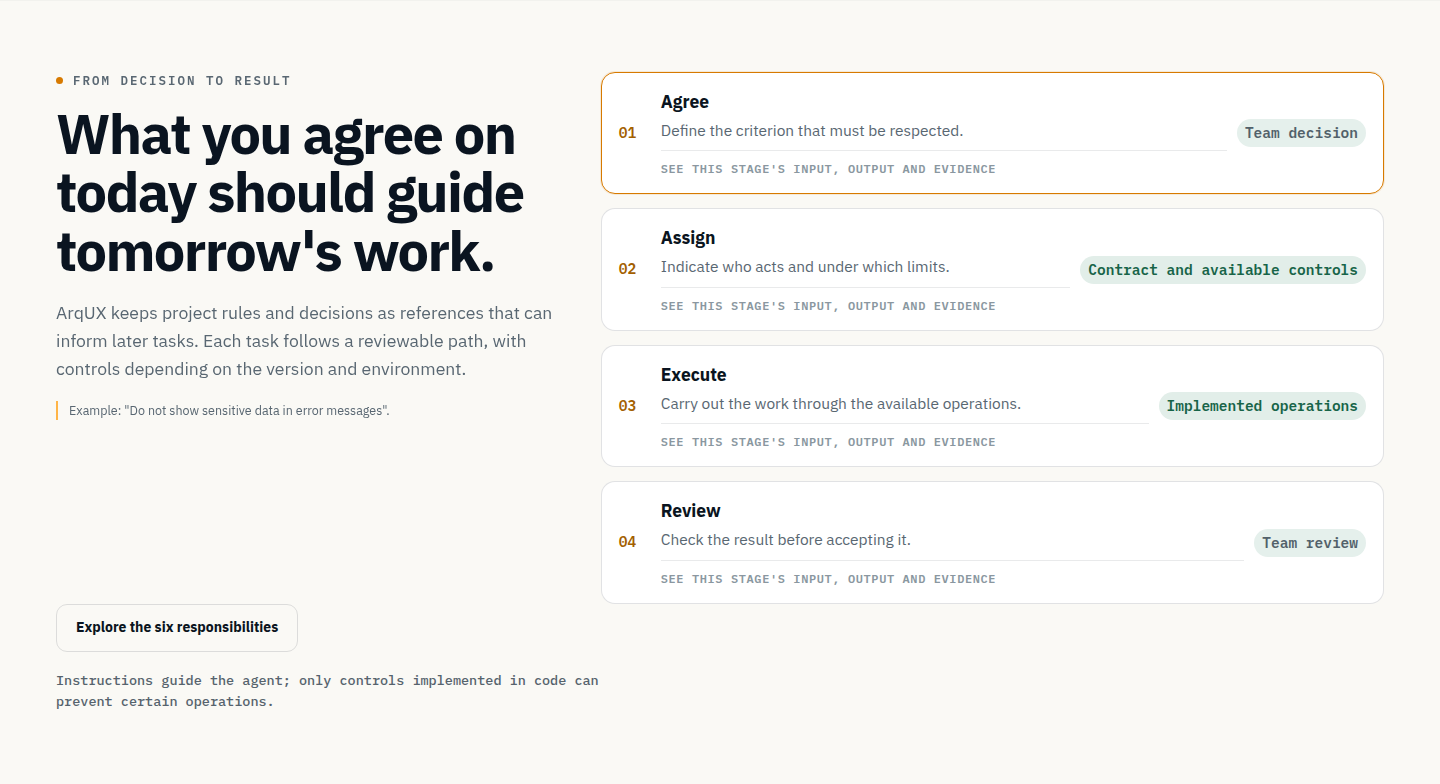 FROM DECISION TO RESULT
What you agree on
today should guide
tomorrow's work.
ArqUX keeps project rules and decisions as references that can
inform later tasks. Each task follows a reviewable path, with
controls depending on the version and environment.
Example: "Do not show sensitive data in error messages".
Explore the six responsibilities
Instructions guide the agent; only controls implemented in code can
prevent certain operations.
01
Agree
Define the criterion that must be respected.
SEE THIS STAGE'S INPUT, OUTPUT AND EVIDENCE
Team decision
02
Assign
Indicate who acts and under which limits.
SEE THIS STAGE'S INPUT, OUTPUT AND EVIDENCE
Contract and available controls
03
Execute
Carry out the work through the available operations.
SEE THIS STAGE'S INPUT, OUTPUT AND EVIDENCE
Implemented operations
04
Review
Check the result before accepting it.
SEE THIS STAGE'S INPUT, OUTPUT AND EVIDENCE
Team review